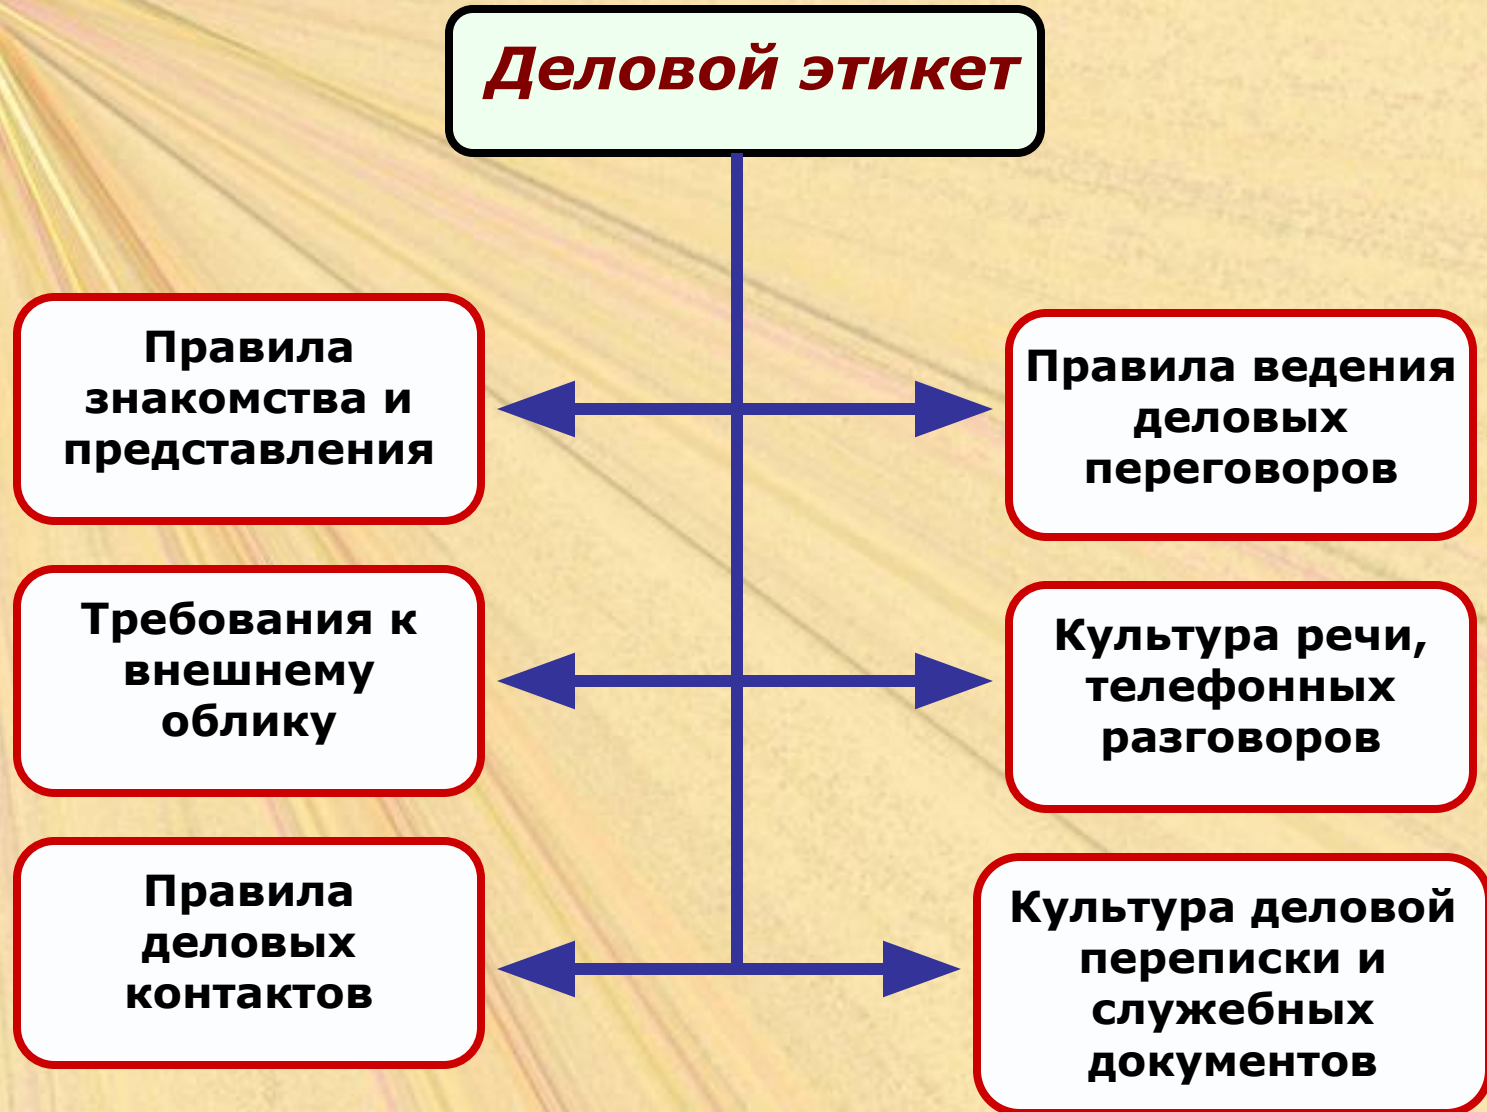 Деловой этикет
Правила
знакомства и
представления
Правила ведения
деловых
переговоров
Требования к
внешнему
облику
Культура речи,
телефонных
разговоров
Правила
деловых
контактов
Культура деловой
переписки и
служебных
документов